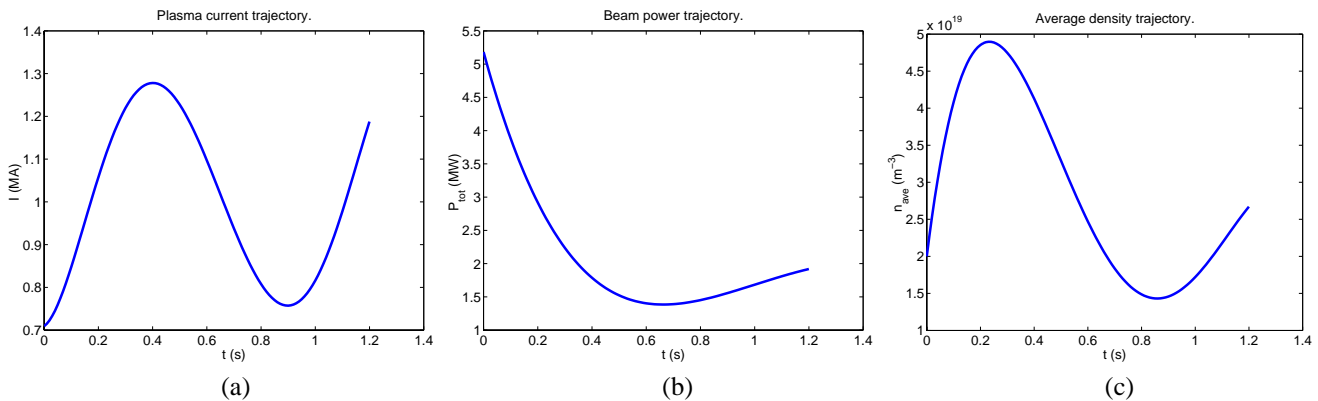 Plasma current trajectory.
1.4
1.3
1.2
1.1
1
0.9
0.8
0.7
I (MA)
0 0.2 0.4 0.6 0.8 1 1.2 1.4
t (s)
(a)
Beam power trajectory.
5.5
5
4.5
4
3.5
3
2.5
2
1.5
1
P_tot (MW)
0 0.2 0.4 0.6 0.8 1 1.2 1.4
t (s)
(b)
Average density trajectory.
x 10^19
5
4.5
4
3.5
3
2.5
2
1.5
1
n_ave (m^−3)
0 0.2 0.4 0.6 0.8 1 1.2 1.4
t (s)
(c)